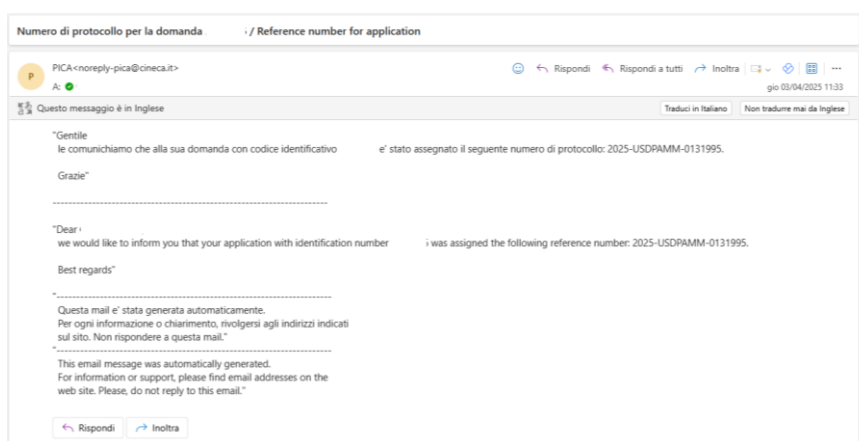 Numero di protocollo per la domanda / Reference number for application
P
PICA<noreply-pica@cineca.it>
Rispondi Rispondi a tutti Inoltra
A:
gio 03/04/2025 11:33
Questo messaggio è in Inglese
Traduci in Italiano Non tradurre mai da Inglese
"Gentile
le comunichiamo che alla sua domanda con codice identificativo e' stato assegnato il seguente numero di protocollo: 2025-USDPAMM-0131995.
Grazie"
----------------------------------------------------------------------
"Dear
we would like to inform you that your application with identification number was assigned the following reference number: 2025-USDPAMM-0131995.
Best regards"
"----------------------------------------------------------------------
Questa mail e' stata generata automaticamente.
Per ogni informazione o chiarimento, rivolgersi agli indirizzi indicati
sul sito. Non rispondere a questa mail."
"----------------------------------------------------------------------
This email message was automatically generated.
For information or support, please find email addresses on the
web site. Please, do not reply to this email."
Rispondi Inoltra